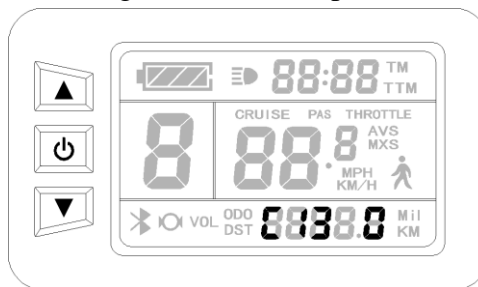 88:88 TM
TTM
CRUISE PAS THROTTLE
8 88.8 AVS
MXS
MPH
KM/H
VOL ODO C13.0 Mil
DST KM